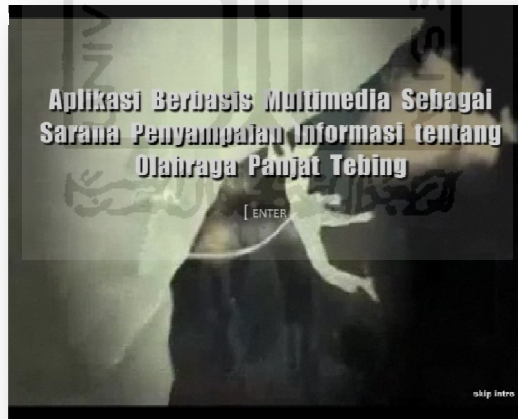 Aplikasi Berbasis Multimedia Sebagai
Sarana Penyampaian Informasi tentang
Olahraga Panjat Tebing
[ ENTER
skip intro